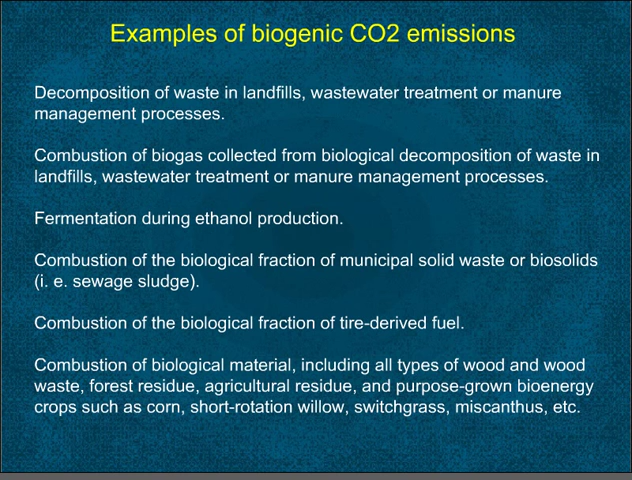 Examples of biogenic CO2 emissions
Decomposition of waste in landfills, wastewater treatment or manure
management processes.
Combustion of biogas collected from biological decomposition of waste in
landfills, wastewater treatment or manure management processes.
Fermentation during ethanol production.
Combustion of the biological fraction of municipal solid waste or biosolids
(i. e. sewage sludge).
Combustion of the biological fraction of tire-derived fuel.
Combustion of biological material, including all types of wood and wood
waste, forest residue, agricultural residue, and purpose-grown bioenergy
crops such as corn, short-rotation willow, switchgrass, miscanthus, etc.